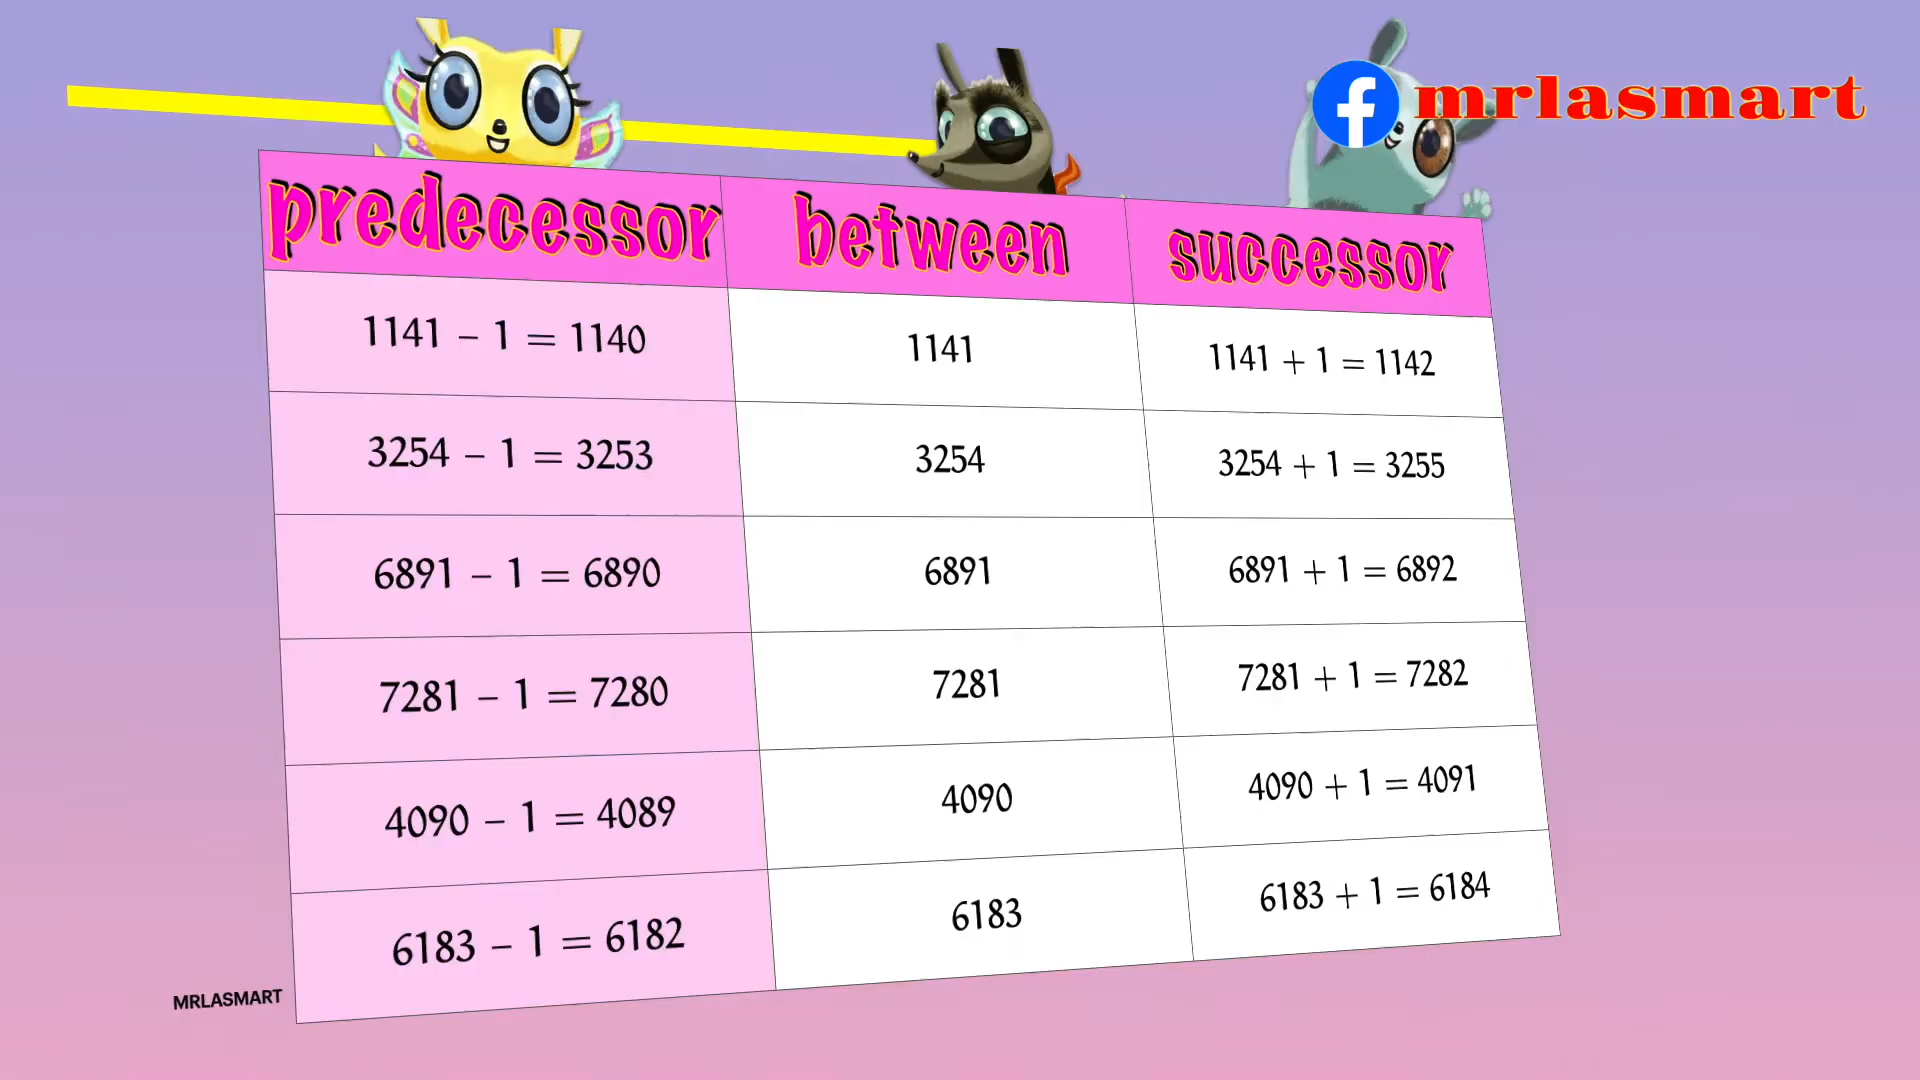 mrlasmart
predecessor between successor
1141 – 1 = 1140 1141 1141 + 1 = 1142
3254 – 1 = 3253 3254 3254 + 1 = 3255
6891 – 1 = 6890 6891 6891 + 1 = 6892
7281 – 1 = 7280 7281 7281 + 1 = 7282
4090 – 1 = 4089 4090 4090 + 1 = 4091
6183 – 1 = 6182 6183 6183 + 1 = 6184
MRLASMART